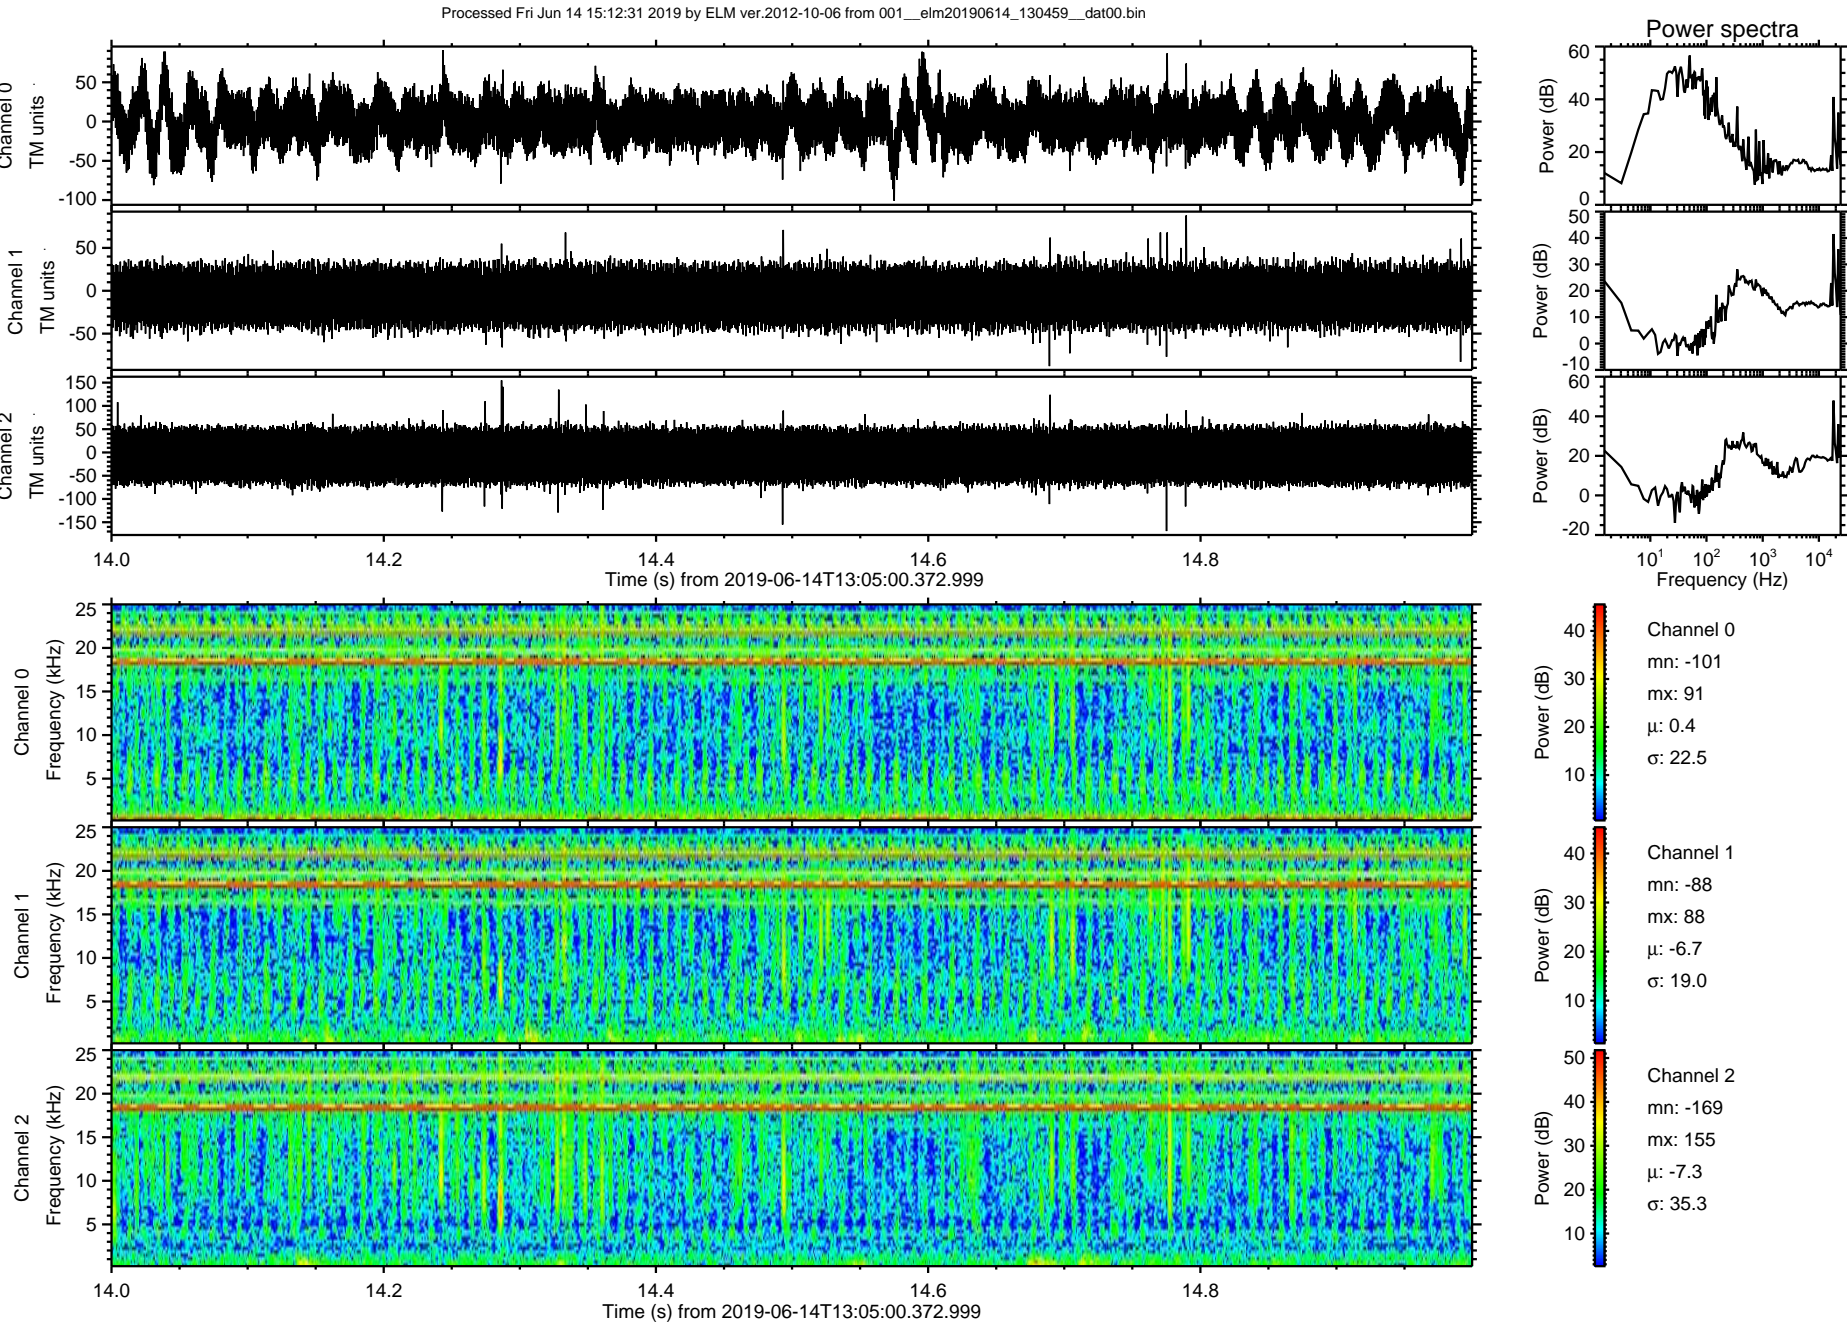 Processed Fri Jun 14 15:12:31 2019 by ELM ver.2012-10-06 from 001__elm20190614_130459__dat00.bin
Power spectra
Channel 0
TM units
50
0
-50
-100
Power (dB)
60
40
20
0
Channel 1
TM units
50
0
-50
Power (dB)
50
40
30
20
10
0
-10
Channel 2
TM units
150
100
50
0
-50
-100
-150
Power (dB)
60
40
20
0
-20
14.0 14.2 14.4 14.6 14.8
Time (s) from 2019-06-14T13:05:00.372.999
10¹ 10² 10³ 10⁴
Frequency (Hz)
Channel 0
Frequency (kHz)
25
20
15
10
5
Power (dB)
40
30
20
10
Channel 0
mn: -101
mx: 91
μ: 0.4
σ: 22.5
Channel 1
Frequency (kHz)
25
20
15
10
5
Power (dB)
40
30
20
10
Channel 1
mn: -88
mx: 88
μ: -6.7
σ: 19.0
Channel 2
Frequency (kHz)
25
20
15
10
5
Power (dB)
50
40
30
20
10
Channel 2
mn: -169
mx: 155
μ: -7.3
σ: 35.3
14.0 14.2 14.4 14.6 14.8
Time (s) from 2019-06-14T13:05:00.372.999